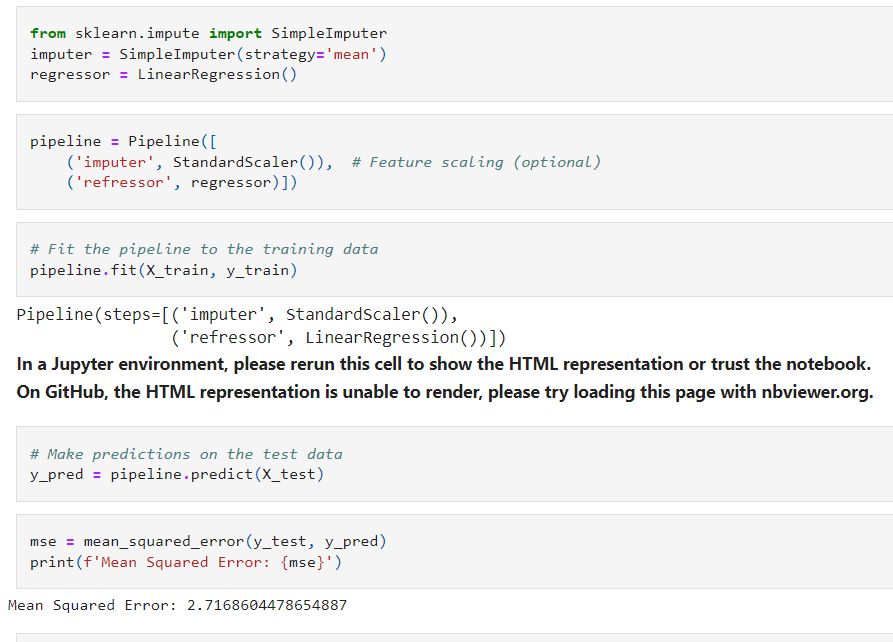 from sklearn.impute import SimpleImputer
imputer = SimpleImputer(strategy='mean')
regressor = LinearRegression()
pipeline = Pipeline([
    ('imputer', StandardScaler()),  # Feature scaling (optional)
    ('refressor', regressor)])
# Fit the pipeline to the training data
pipeline.fit(X_train, y_train)
Pipeline(steps=[('imputer', StandardScaler()),
                ('refressor', LinearRegression())])
In a Jupyter environment, please rerun this cell to show the HTML representation or trust the notebook.
On GitHub, the HTML representation is unable to render, please try loading this page with nbviewer.org.
# Make predictions on the test data
y_pred = pipeline.predict(X_test)
mse = mean_squared_error(y_test, y_pred)
print(f'Mean Squared Error: {mse}')
Mean Squared Error: 2.7168604478654887